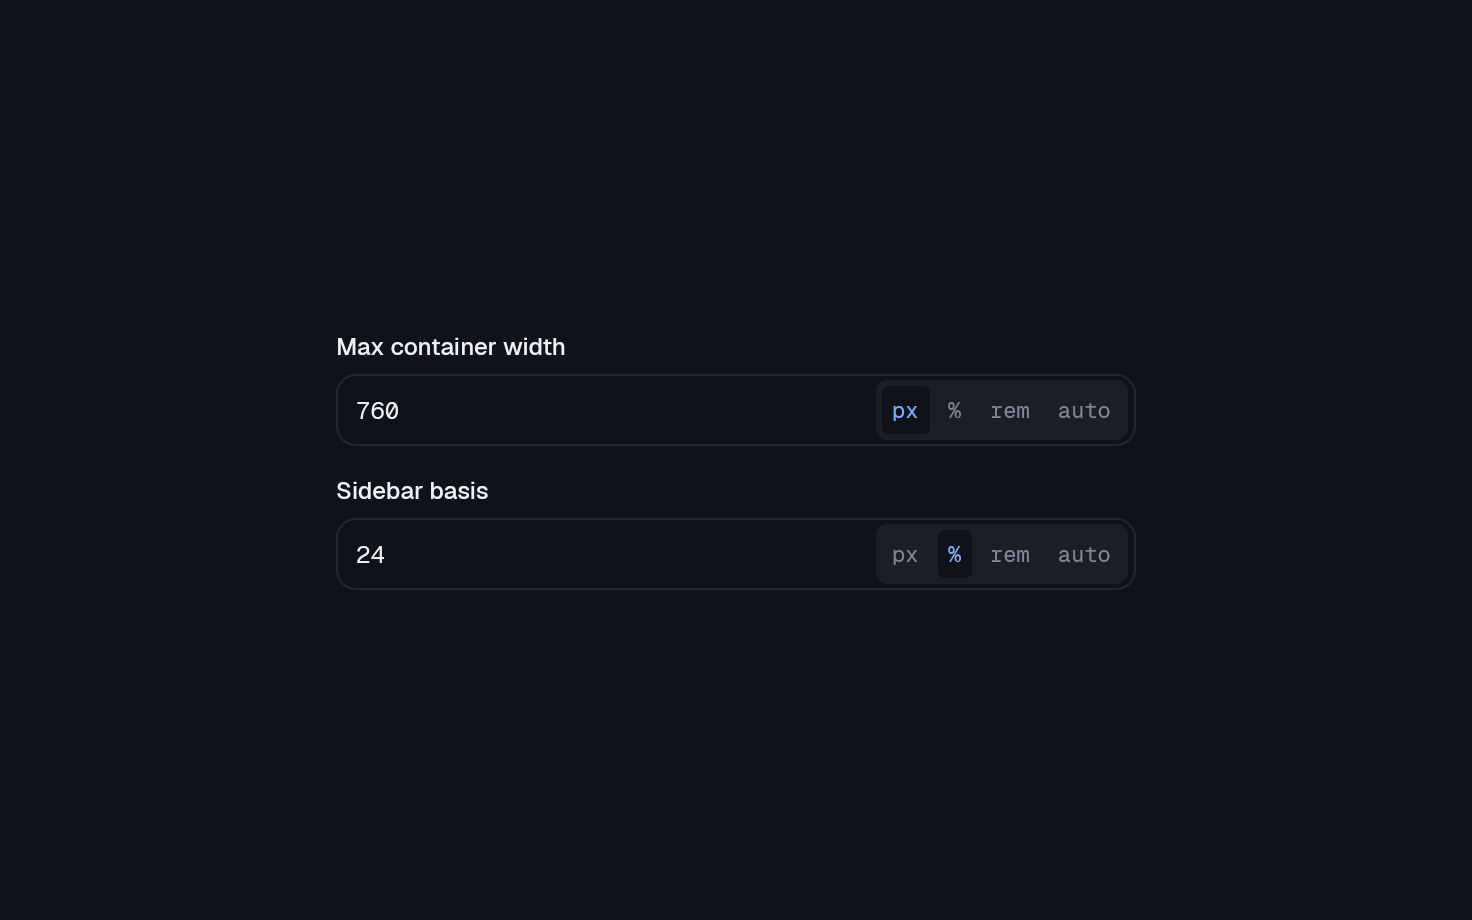 Max container width
760 px % rem auto
Sidebar basis
24 px % rem auto